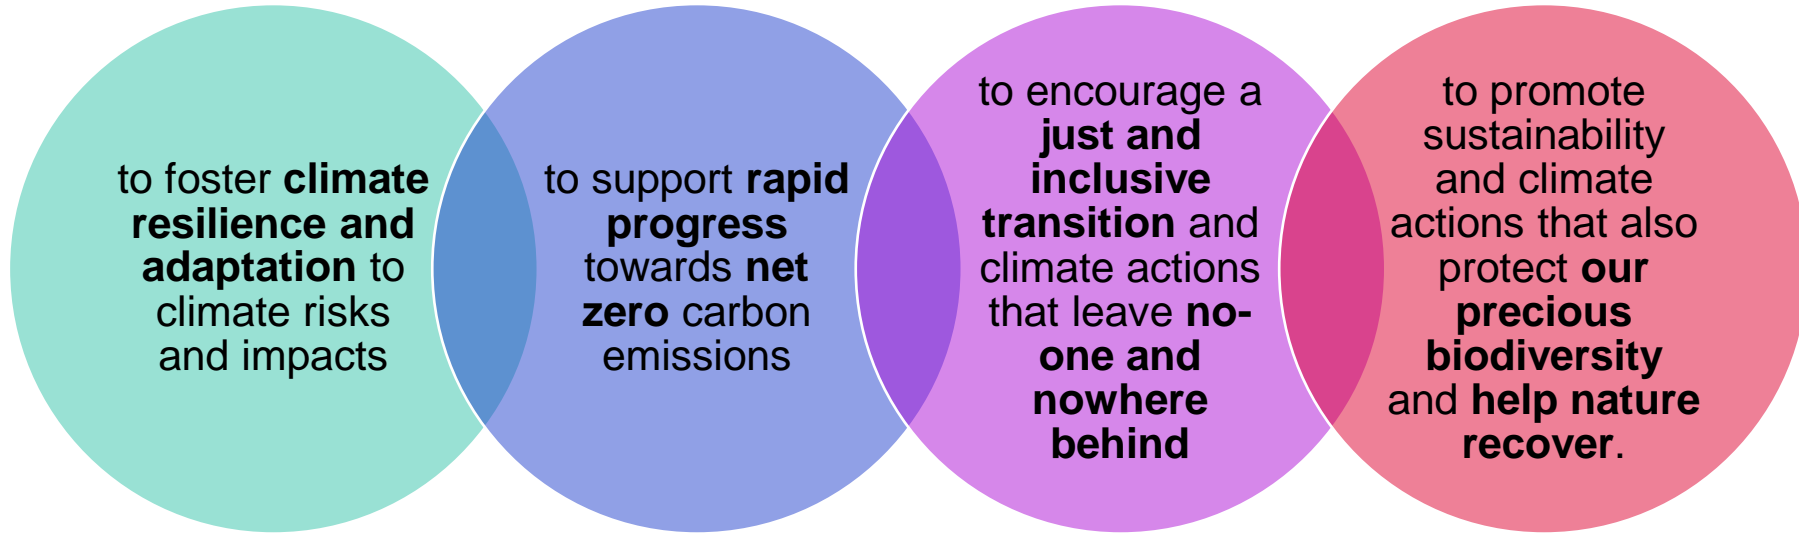 to foster climate
resilience and
adaptation to
climate risks
and impacts
to support rapid
progress
towards net
zero carbon
emissions
to encourage a
just and
inclusive
transition and
climate actions
that leave no-
one and
nowhere
behind
to promote
sustainability
and climate
actions that also
protect our
precious
biodiversity
and help nature
recover.